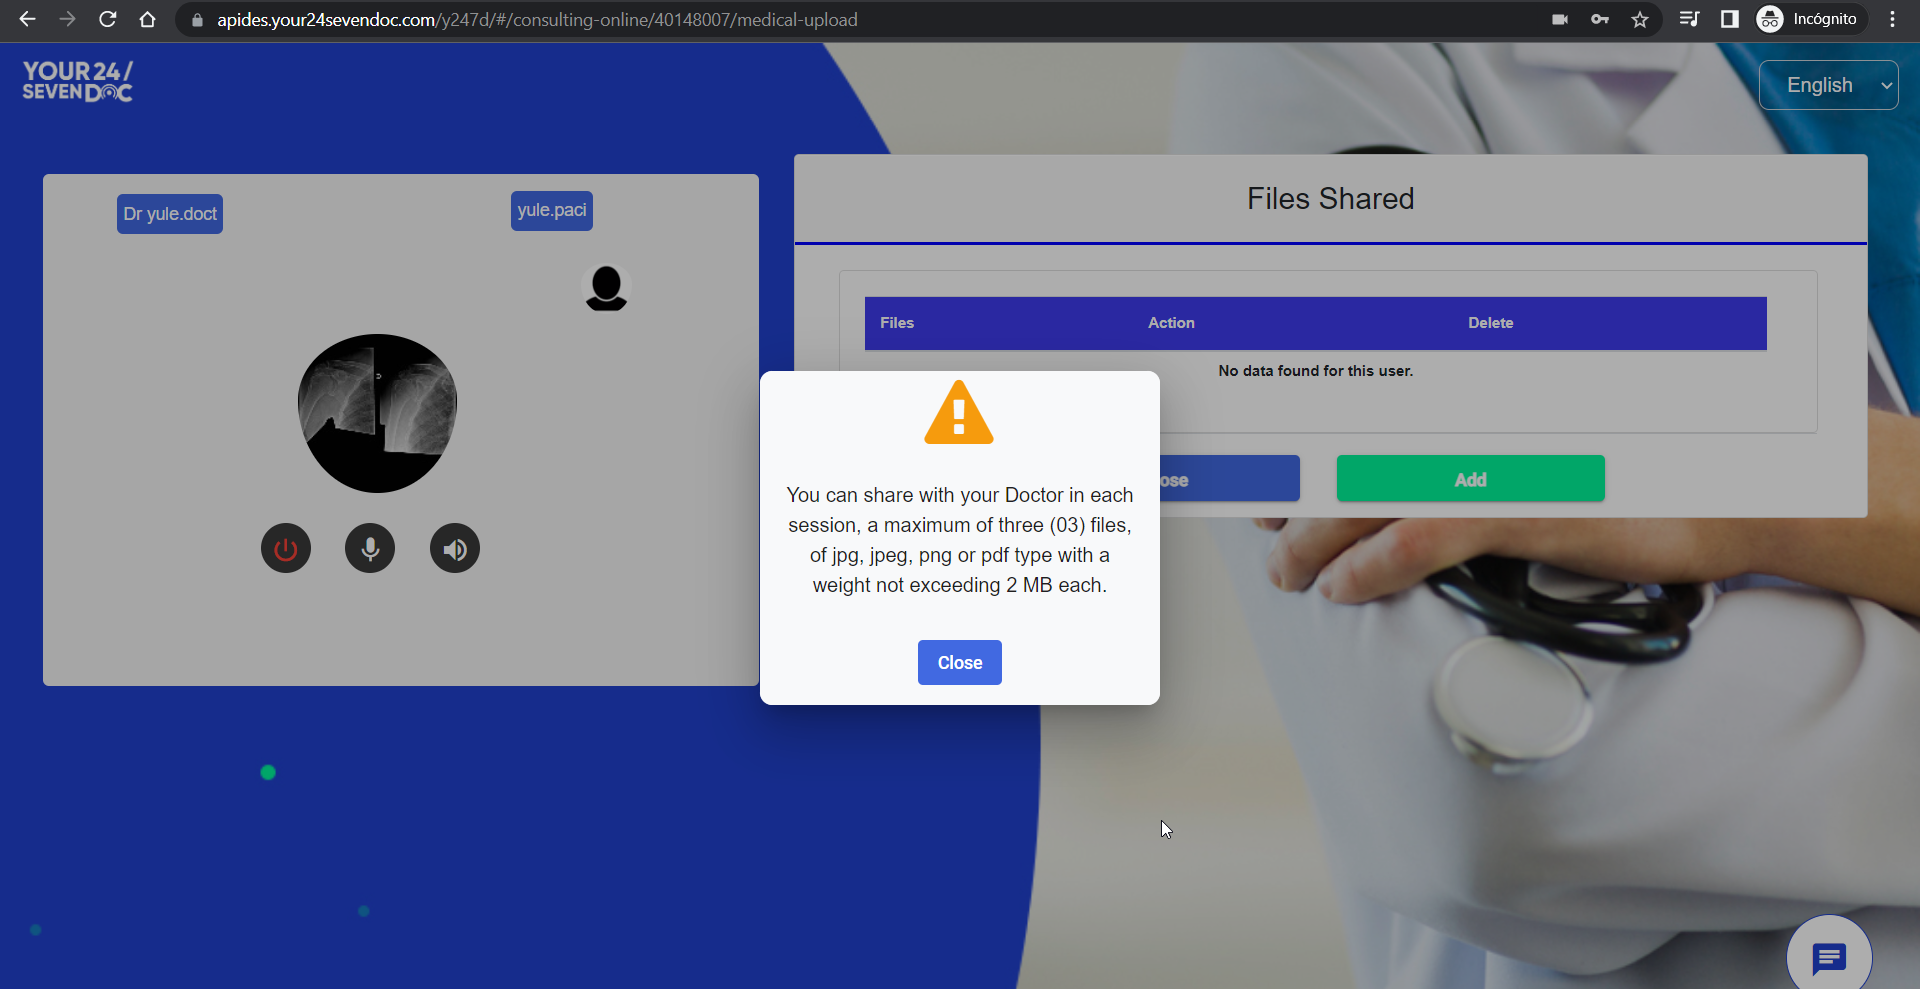 apides.your24sevendoc.com/y247d/#/consulting-online/40148007/medical-upload
Incógnito
YOUR 24/
SEVEN DOC
English
Dr yule.doct
yule.paci
Files Shared
Files Action Delete
No data found for this user.
ose
Add
You can share with your Doctor in each
session, a maximum of three (03) files,
of jpg, jpeg, png or pdf type with a
weight not exceeding 2 MB each.
Close